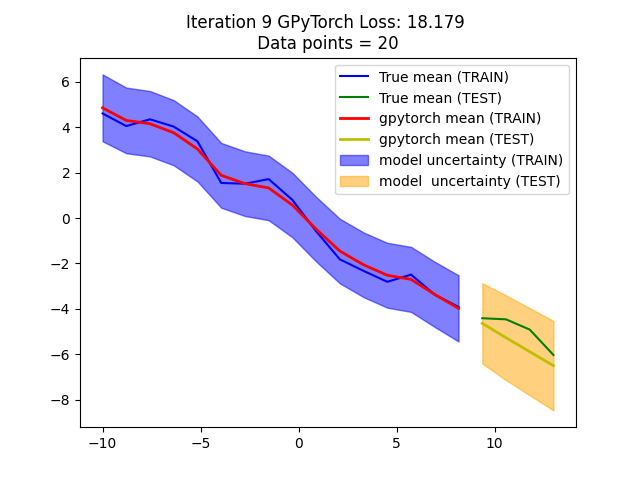 Iteration 9 GPyTorch Loss: 18.179
Data points = 20
True mean (TRAIN)
True mean (TEST)
gpytorch mean (TRAIN)
gpytorch mean (TEST)
model uncertainty (TRAIN)
model  uncertainty (TEST)
6
4
2
0
−2
−4
−6
−8
−10
−5
0
5
10